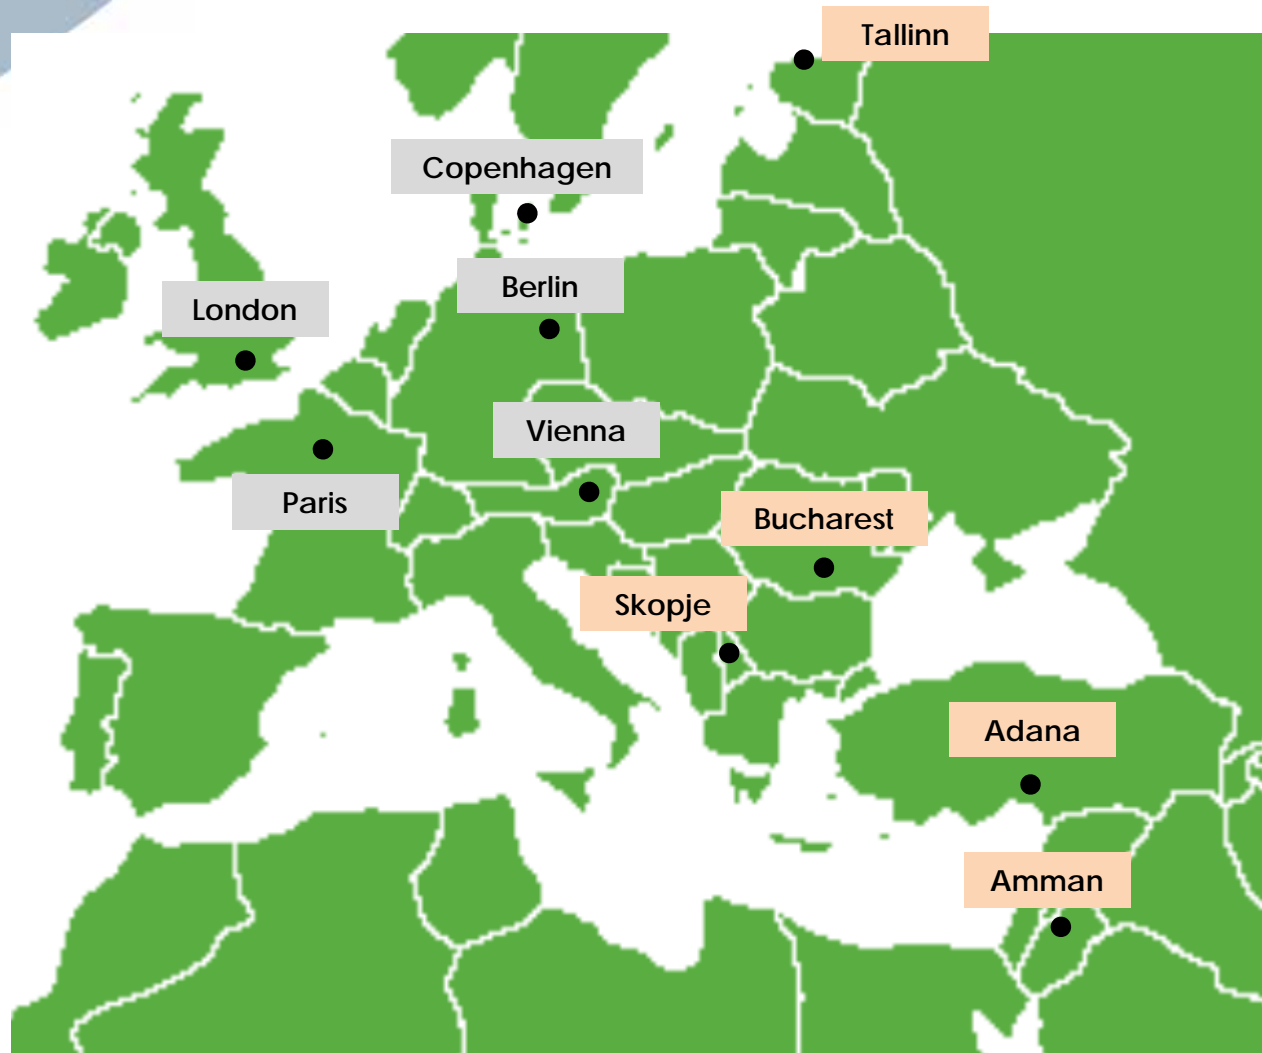 Tallinn
Copenhagen
Berlin
London
Vienna
Paris
Bucharest
Skopje
Adana
Amman